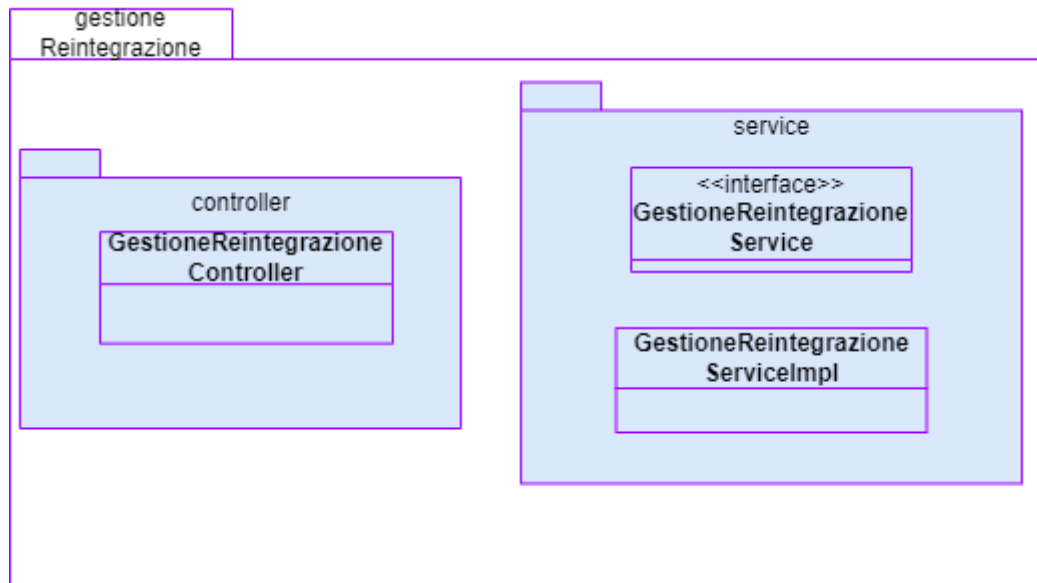 gestione
Reintegrazione
controller
GestioneReintegrazione
Controller
service
<<interface>>
GestioneReintegrazione
Service
GestioneReintegrazione
ServiceImpl